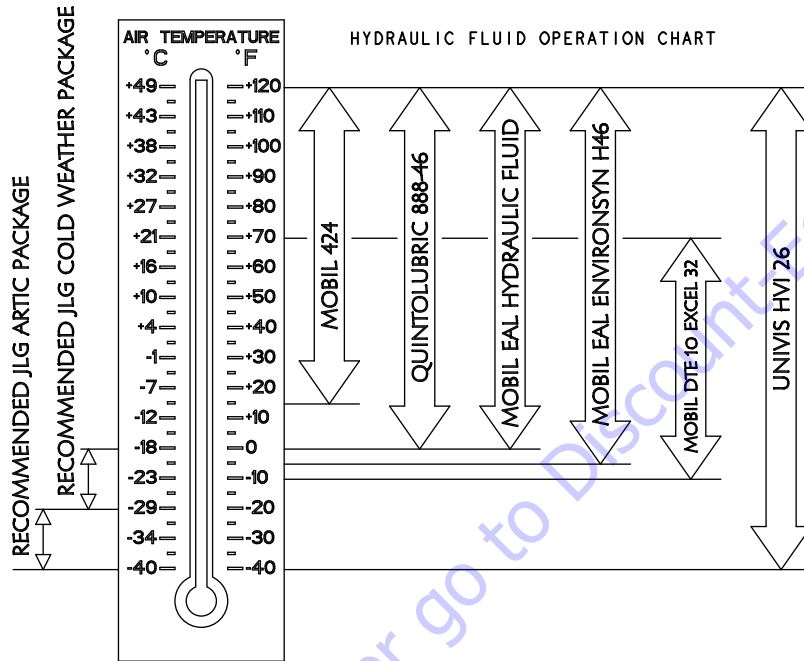 HYDRAULIC FLUID OPERATION CHART
AIR TEMPERATURE
°C °F
+49 +120
+43 +110
+38 +100
+32 +90
+27 +80
+21 +70
+16 +60
+10 +50
+4 +40
-1 +30
-7 +20
-12 +10
-18 0
-23 -10
-29 -20
-34 -30
-40 -40
RECOMMENDED JLG ARTIC PACKAGE
RECOMMENDED JLG COLD WEATHER PACKAGE
MOBIL 424
QUINTOLUBRIC 888-46
MOBIL EAL HYDRAULIC FLUID
MOBIL EAL ENVIRONSYN H46
MOBIL DTE 10 EXCEL 32
UNIVIS HVI 26
go to Discount-E